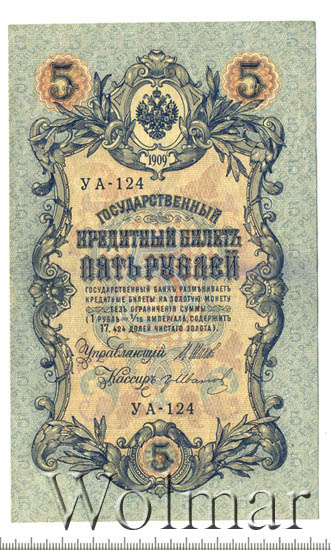 5 5
1909
УА-124
ГОСУДАРСТВЕННЫЙ
КРЕДИТНЫЙ БИЛЕТЪ
ПЯТЬ РУБЛЕЙ
ГОСУДАРСТВЕННЫЙ БАНКЪ РАЗМѢНИВАЕТЪ
КРЕДИТНЫЕ БИЛЕТЫ НА ЗОЛОТУЮ МОНЕТУ
БЕЗЪ ОГРАНИЧЕНІЯ СУММЫ
(1 РУБЛЬ = 1/15 ИМПЕРІАЛА, СОДЕРЖИТЪ
17,424 ДОЛЕЙ ЧИСТАГО ЗОЛОТА).
Управляющій
Кассиръ
УА-124
5
Wolmar